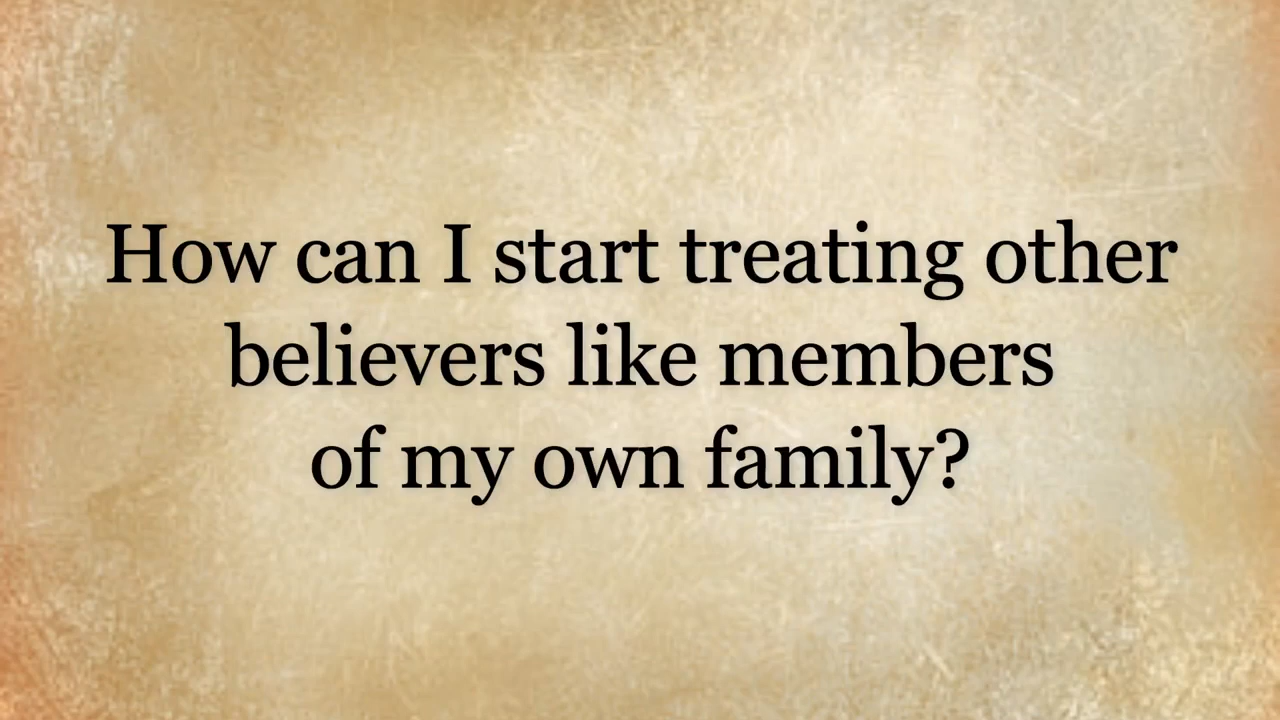 How can I start treating other
believers like members
of my own family?